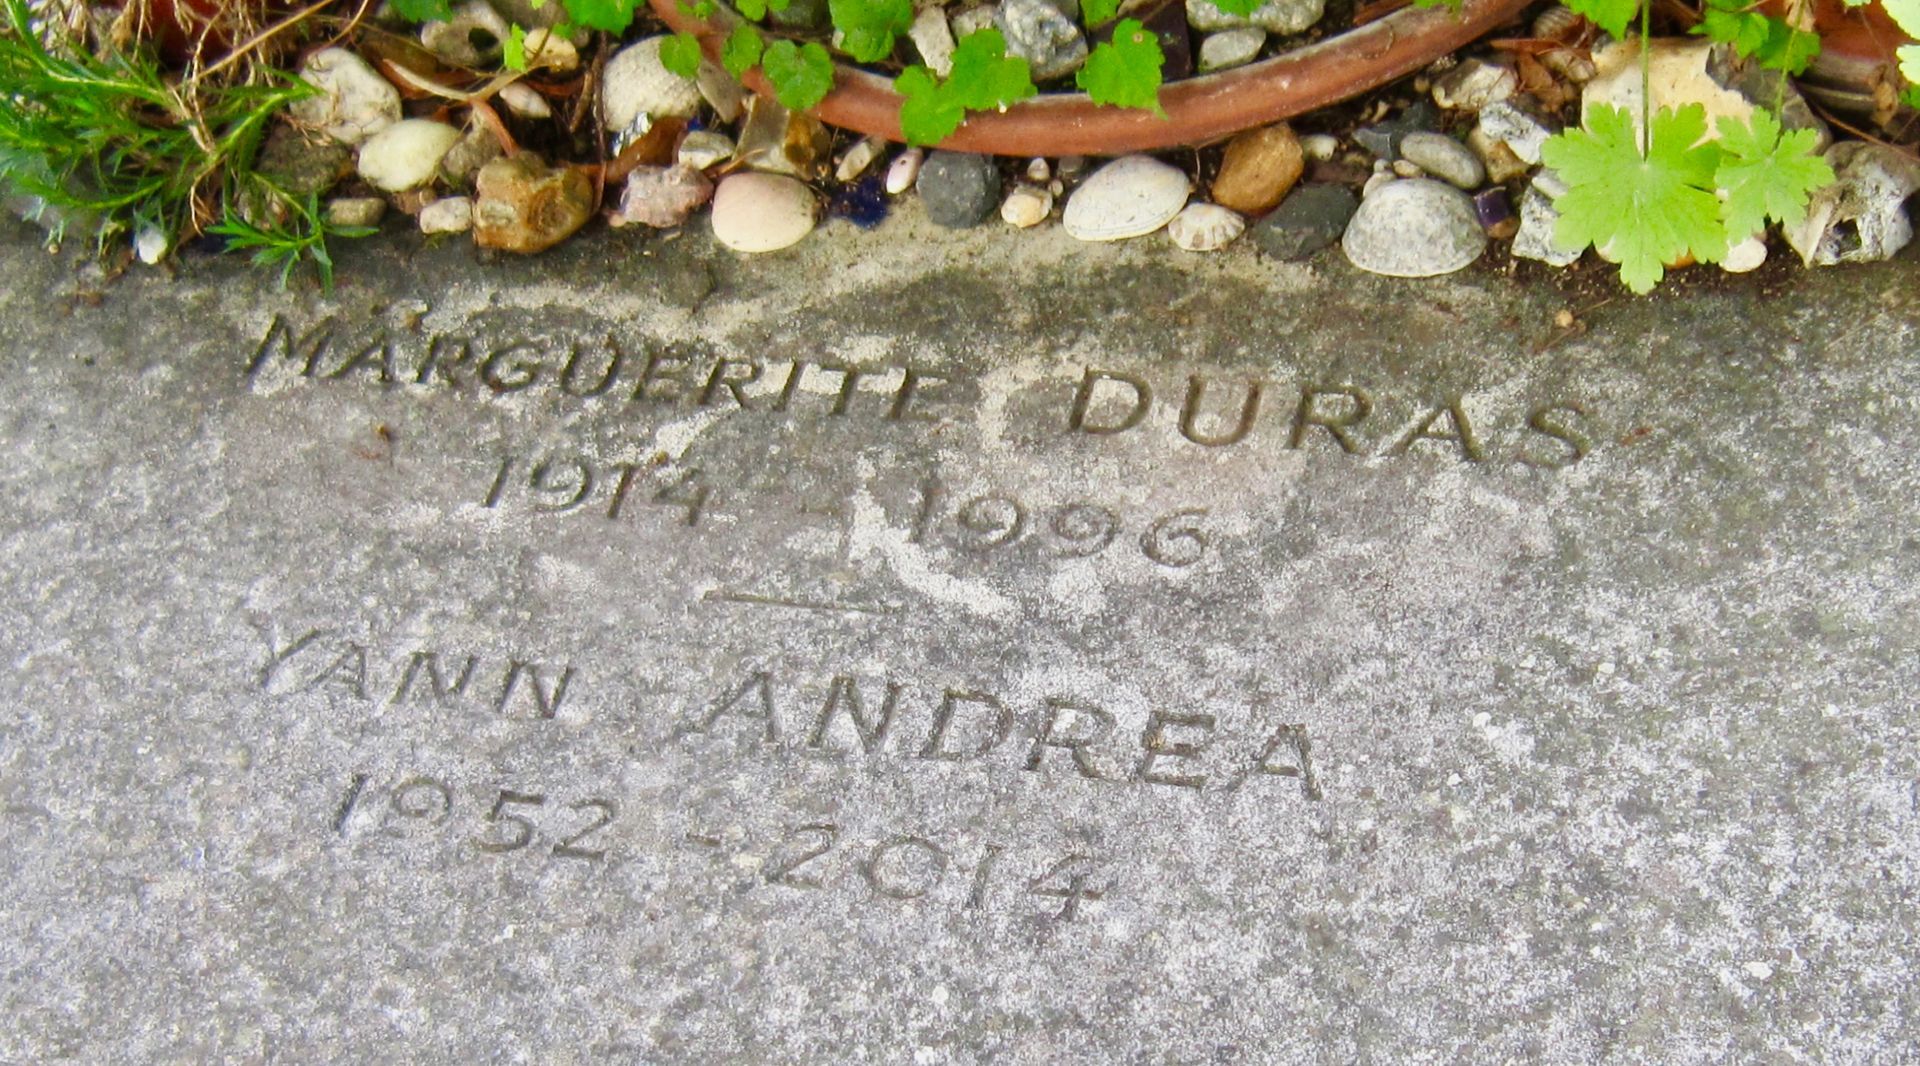 MARGUERITE DURAS
1914 - 1996
YANN ANDREA
1952 - 2014